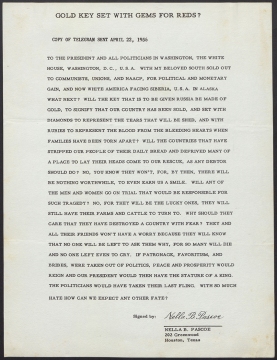 GOLD KEY SET WITH GEMS FOR REDS?
COPY OF TELEGRAM SENT APRIL 22, 1956
TO THE PRESIDENT AND ALL POLITICIANS IN WASHINGTON, THE WHITE
HOUSE, WASHINGTON, D. C., U. S. A. WITH MY BELOVED SOUTH SOLD OUT
TO COMMUNISTS, UNIONS, AND NAACP, FOR POLITICAL AND MONETARY
GAIN, AND NOW WHITE AMERICA FACING SIBERIA, U. S. A. IN ALASKA
WHAT NEXT? WILL THE KEY THAT IS TO BE GIVEN RUSSIA BE MADE OF
GOLD, TO SIGNIFY THAT OUR COUNTRY HAS BEEN SOLD, AND SET WITH
DIAMONDS TO REPRESENT THE TEARS THAT WILL BE SHED, AND WITH
RUBIES TO REPRESENT THE BLOOD FROM THE BLEEDING HEARTS WHEN
FAMILIES HAVE BEEN TORN APART? WILL THE COUNTRIES THAT HAVE
STRIPPED OUR PEOPLE OF THEIR DAILY BREAD AND DEPRIVED MANY OF
A PLACE TO LAY THEIR HEADS COME TO OUR RESCUE, AS ANY DEBTOR
SHOULD DO? NO, YOU KNOW THEY WON'T, FOR, BY THEN, THERE WILL
BE NOTHING WORTHWHILE, TO EVEN EARN US A SMILE. WILL ANY OF
THE MEN AND WOMEN GO ON TRIAL THAT WOULD BE RESPONSIBLE FOR
SUCH TRAGEDY? NO, FOR THEY WILL BE THE LUCKY ONES, THEY WILL
STILL HAVE THEIR FARMS AND CATTLE TO TURN TO. WHY SHOULD THEY
CARE THAT THEY HAVE DESTROYED A COUNTRY WITH FEAR? THEY AND
ALL THEIR FRIENDS WON'T HAVE A WORRY BECAUSE THEY WILL KNOW
THAT NO ONE WILL BE LEFT TO ASK THEM WHY, FOR SO MANY WILL DIE
AND NO ONE LEFT EVEN TO CRY. IF PATRONAGE, FAVORITISM, AND
BRIBES, WERE TAKEN OUT OF POLITICS, PEACE AND PROSPERITY WOULD
REIGN AND OUR PRESIDENT WOULD THEN HAVE THE STATURE OF A KING.
THE POLITICIANS WOULD HAVE TAKEN THEIR LAST FLING. WITH SO MUCH
HATE HOW CAN WE EXPECT ANY OTHER FATE?
Signed by: Nella B. Pascoe
NELLA B. PASCOE
202 Greenwood
Houston, Texas